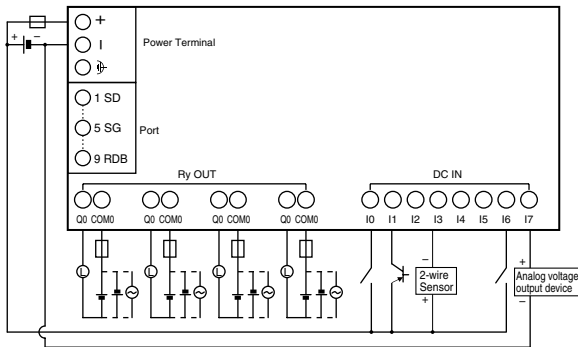 +
+ −
I
Power Terminal
1 SD
5 SG
Port
9 RDB
Ry OUT
DC IN
Q0 COM0 Q0 COM0 Q0 COM0 Q0 COM0 I0 I1 I2 I3 I4 I5 I6 I7
L L L L
−
2-wire
Sensor
+
+
Analog voltage
output device
−